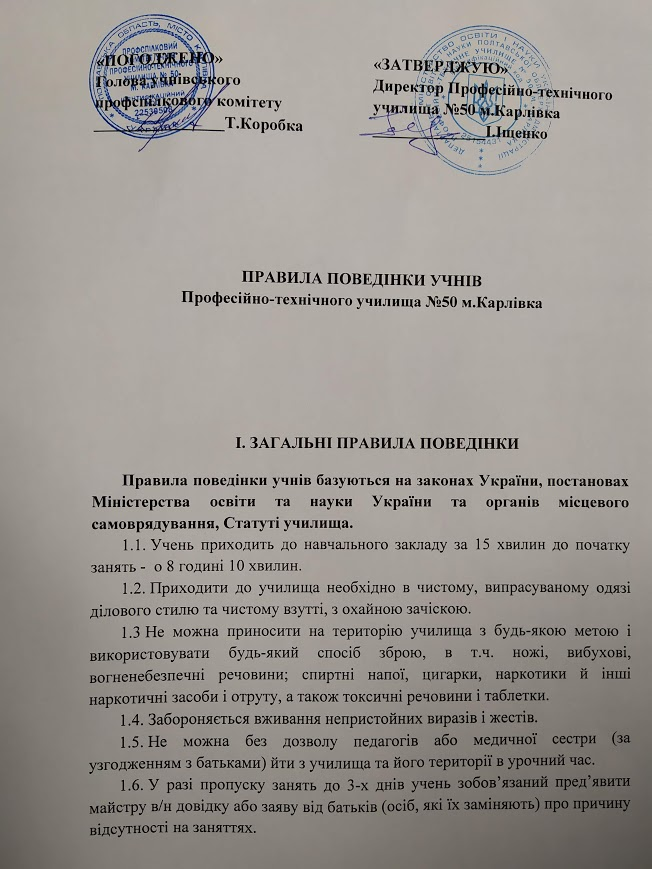 «ПОГОДЖЕНО»
Голова учнівського
профспілкового комітету
Т.Коробка
«ЗАТВЕРДЖУЮ»
Директор Професійно-технічного
училища №50 м.Карлівка
І.Іщенко
ПРАВИЛА ПОВЕДІНКИ УЧНІВ
Професійно-технічного училища №50 м.Карлівка
І. ЗАГАЛЬНІ ПРАВИЛА ПОВЕДІНКИ
Правила поведінки учнів базуються на законах України, постановах
Міністерства освіти та науки України та органів місцевого
самоврядування, Статуті училища.
1.1. Учень приходить до навчального закладу за 15 хвилин до початку
занять - о 8 годині 10 хвилин.
1.2. Приходити до училища необхідно в чистому, випрасуваному одязі
ділового стилю та чистому взутті, з охайною зачіскою.
1.3 Не можна приносити на територію училища з будь-якою метою і
використовувати будь-який спосіб зброю, в т.ч. ножі, вибухові,
вогненебезпечні речовини; спиртні напої, цигарки, наркотики й інші
наркотичні засоби і отруту, а також токсичні речовини і таблетки.
1.4. Забороняється вживання непристойних виразів і жестів.
1.5. Не можна без дозволу педагогів або медичної сестри (за
узгодженням з батьками) йти з училища та його території в урочний час.
1.6. У разі пропуску занять до 3-х днів учень зобов’язаний пред’явити
майстру в/н довідку або заяву від батьків (осіб, які їх заміняють) про причину
відсутності на заняттях.